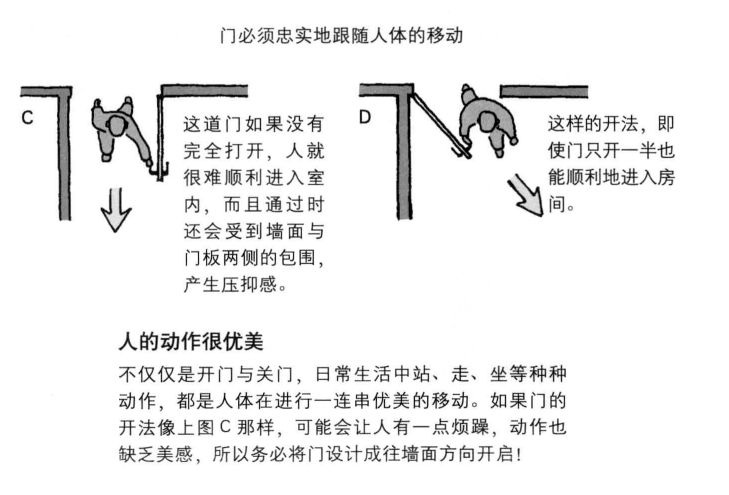 门必须忠实地跟随人体的移动
C
这道门如果没有
完全打开，人就
很难顺利进入室
内，而且通过时
还会受到墙面与
门板两侧的包围，
产生压抑感。
D
这样的开法，即
使门只开一半也
能顺利地进入房
间。
人的动作很优美
不仅仅是开门与关门，日常生活中站、走、坐等种种
动作，都是人体在进行一连串优美的移动。如果门的
开法像上图 C 那样，可能会让人有一点烦躁，动作也
缺乏美感，所以务必将门设计成往墙面方向开启！